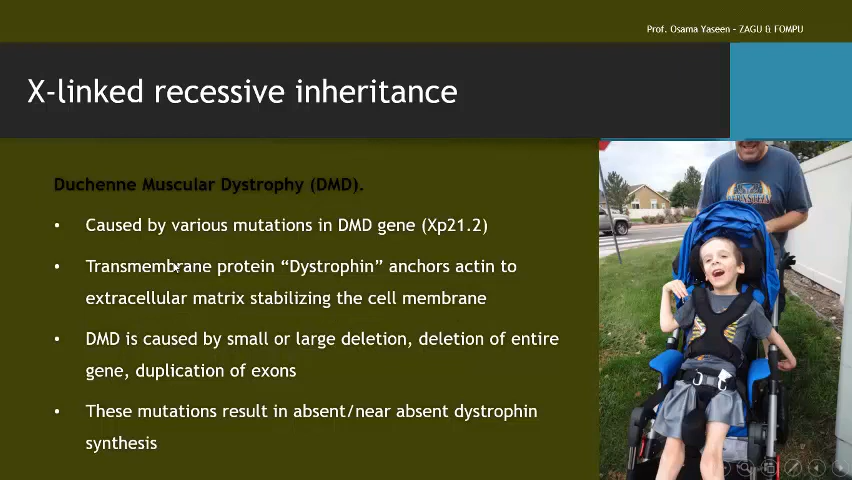 Prof. Osama Yaseen – ZAGU & FOMPU
X-linked recessive inheritance
Duchenne Muscular Dystrophy (DMD).
• Caused by various mutations in DMD gene (Xp21.2)
• Transmembrane protein “Dystrophin” anchors actin to
extracellular matrix stabilizing the cell membrane
• DMD is caused by small or large deletion, deletion of entire
gene, duplication of exons
• These mutations result in absent/near absent dystrophin
synthesis